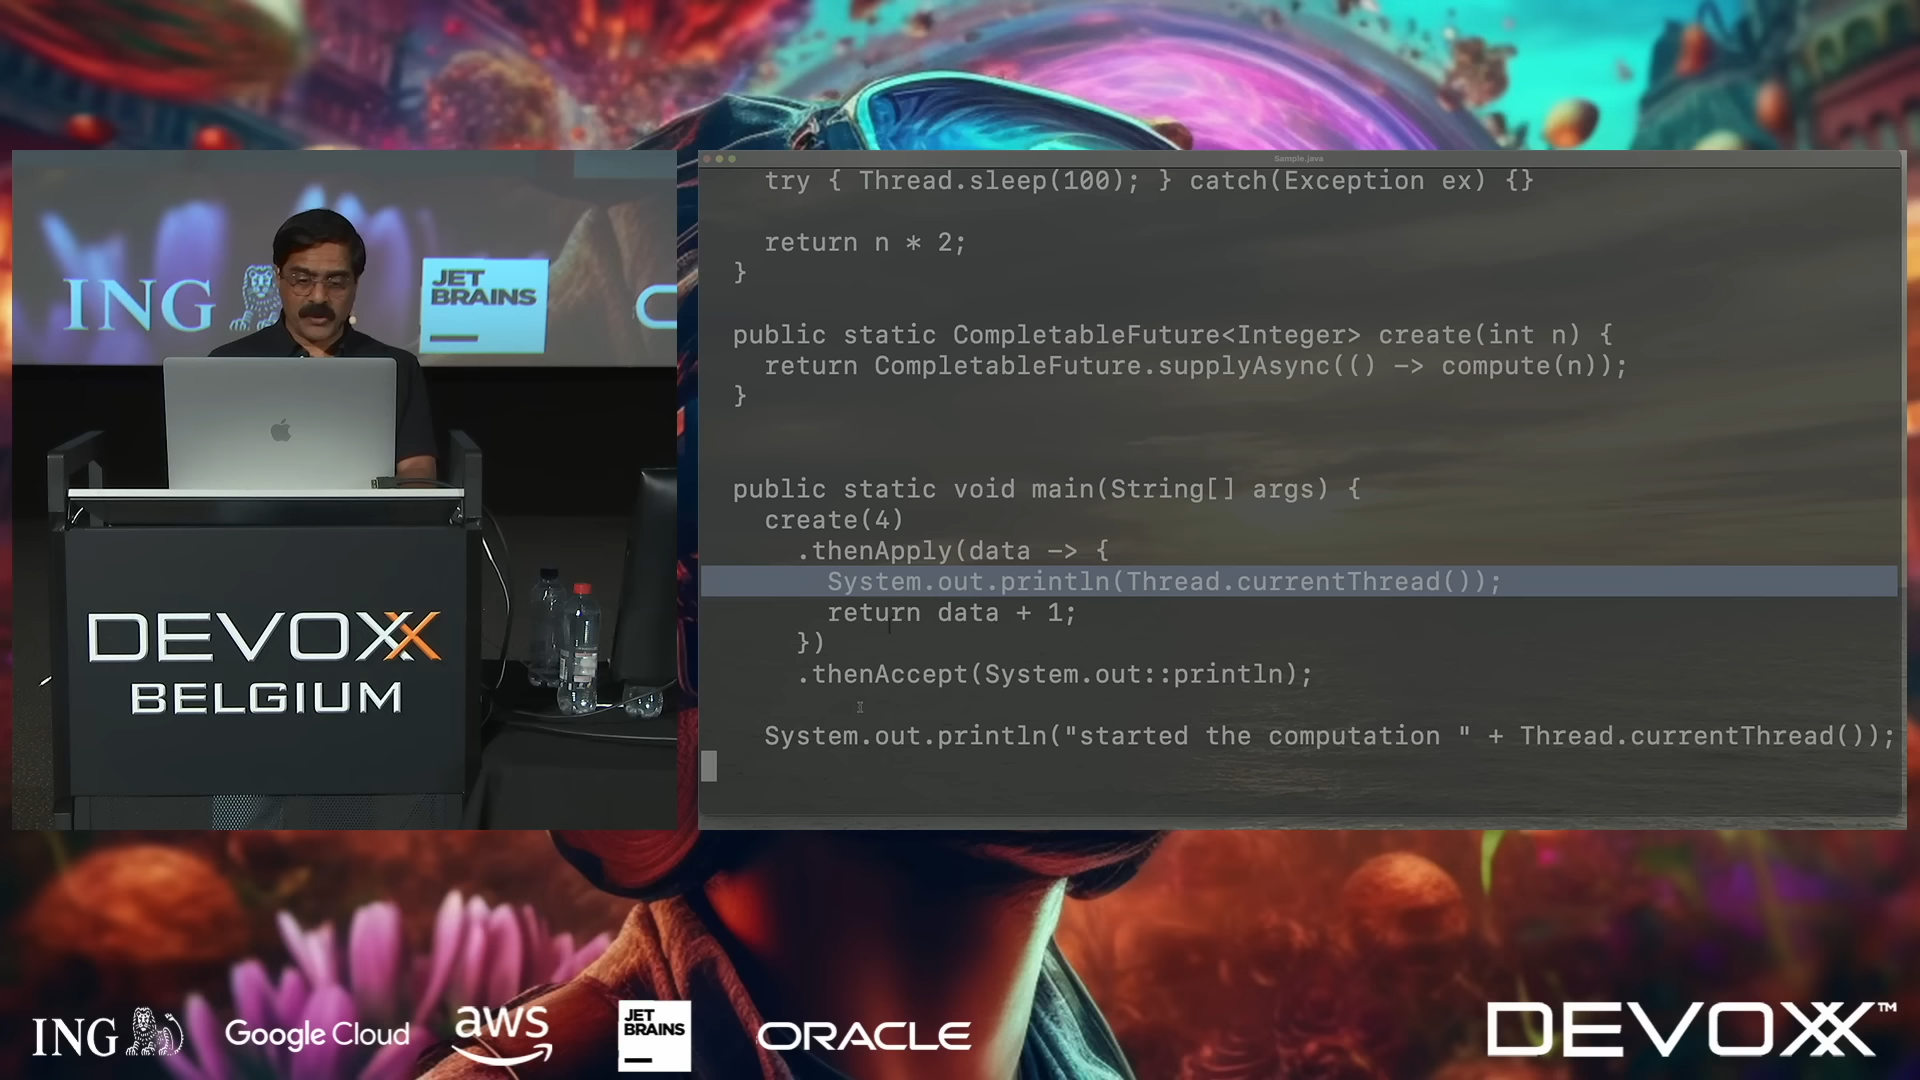 ING
JET
BRAINS
DEVOXX
BELGIUM
Sample.java
try { Thread.sleep(100); } catch(Exception ex) {}
return n * 2;
}
public static CompletableFuture<Integer> create(int n) {
return CompletableFuture.supplyAsync(() -> compute(n));
}
public static void main(String[] args) {
create(4)
.thenApply(data -> {
System.out.println(Thread.currentThread());
return data + 1;
})
.thenAccept(System.out::println);
System.out.println("started the computation " + Thread.currentThread());
ING
Google Cloud
aws
JET
BRAINS
ORACLE
DEVOXX™